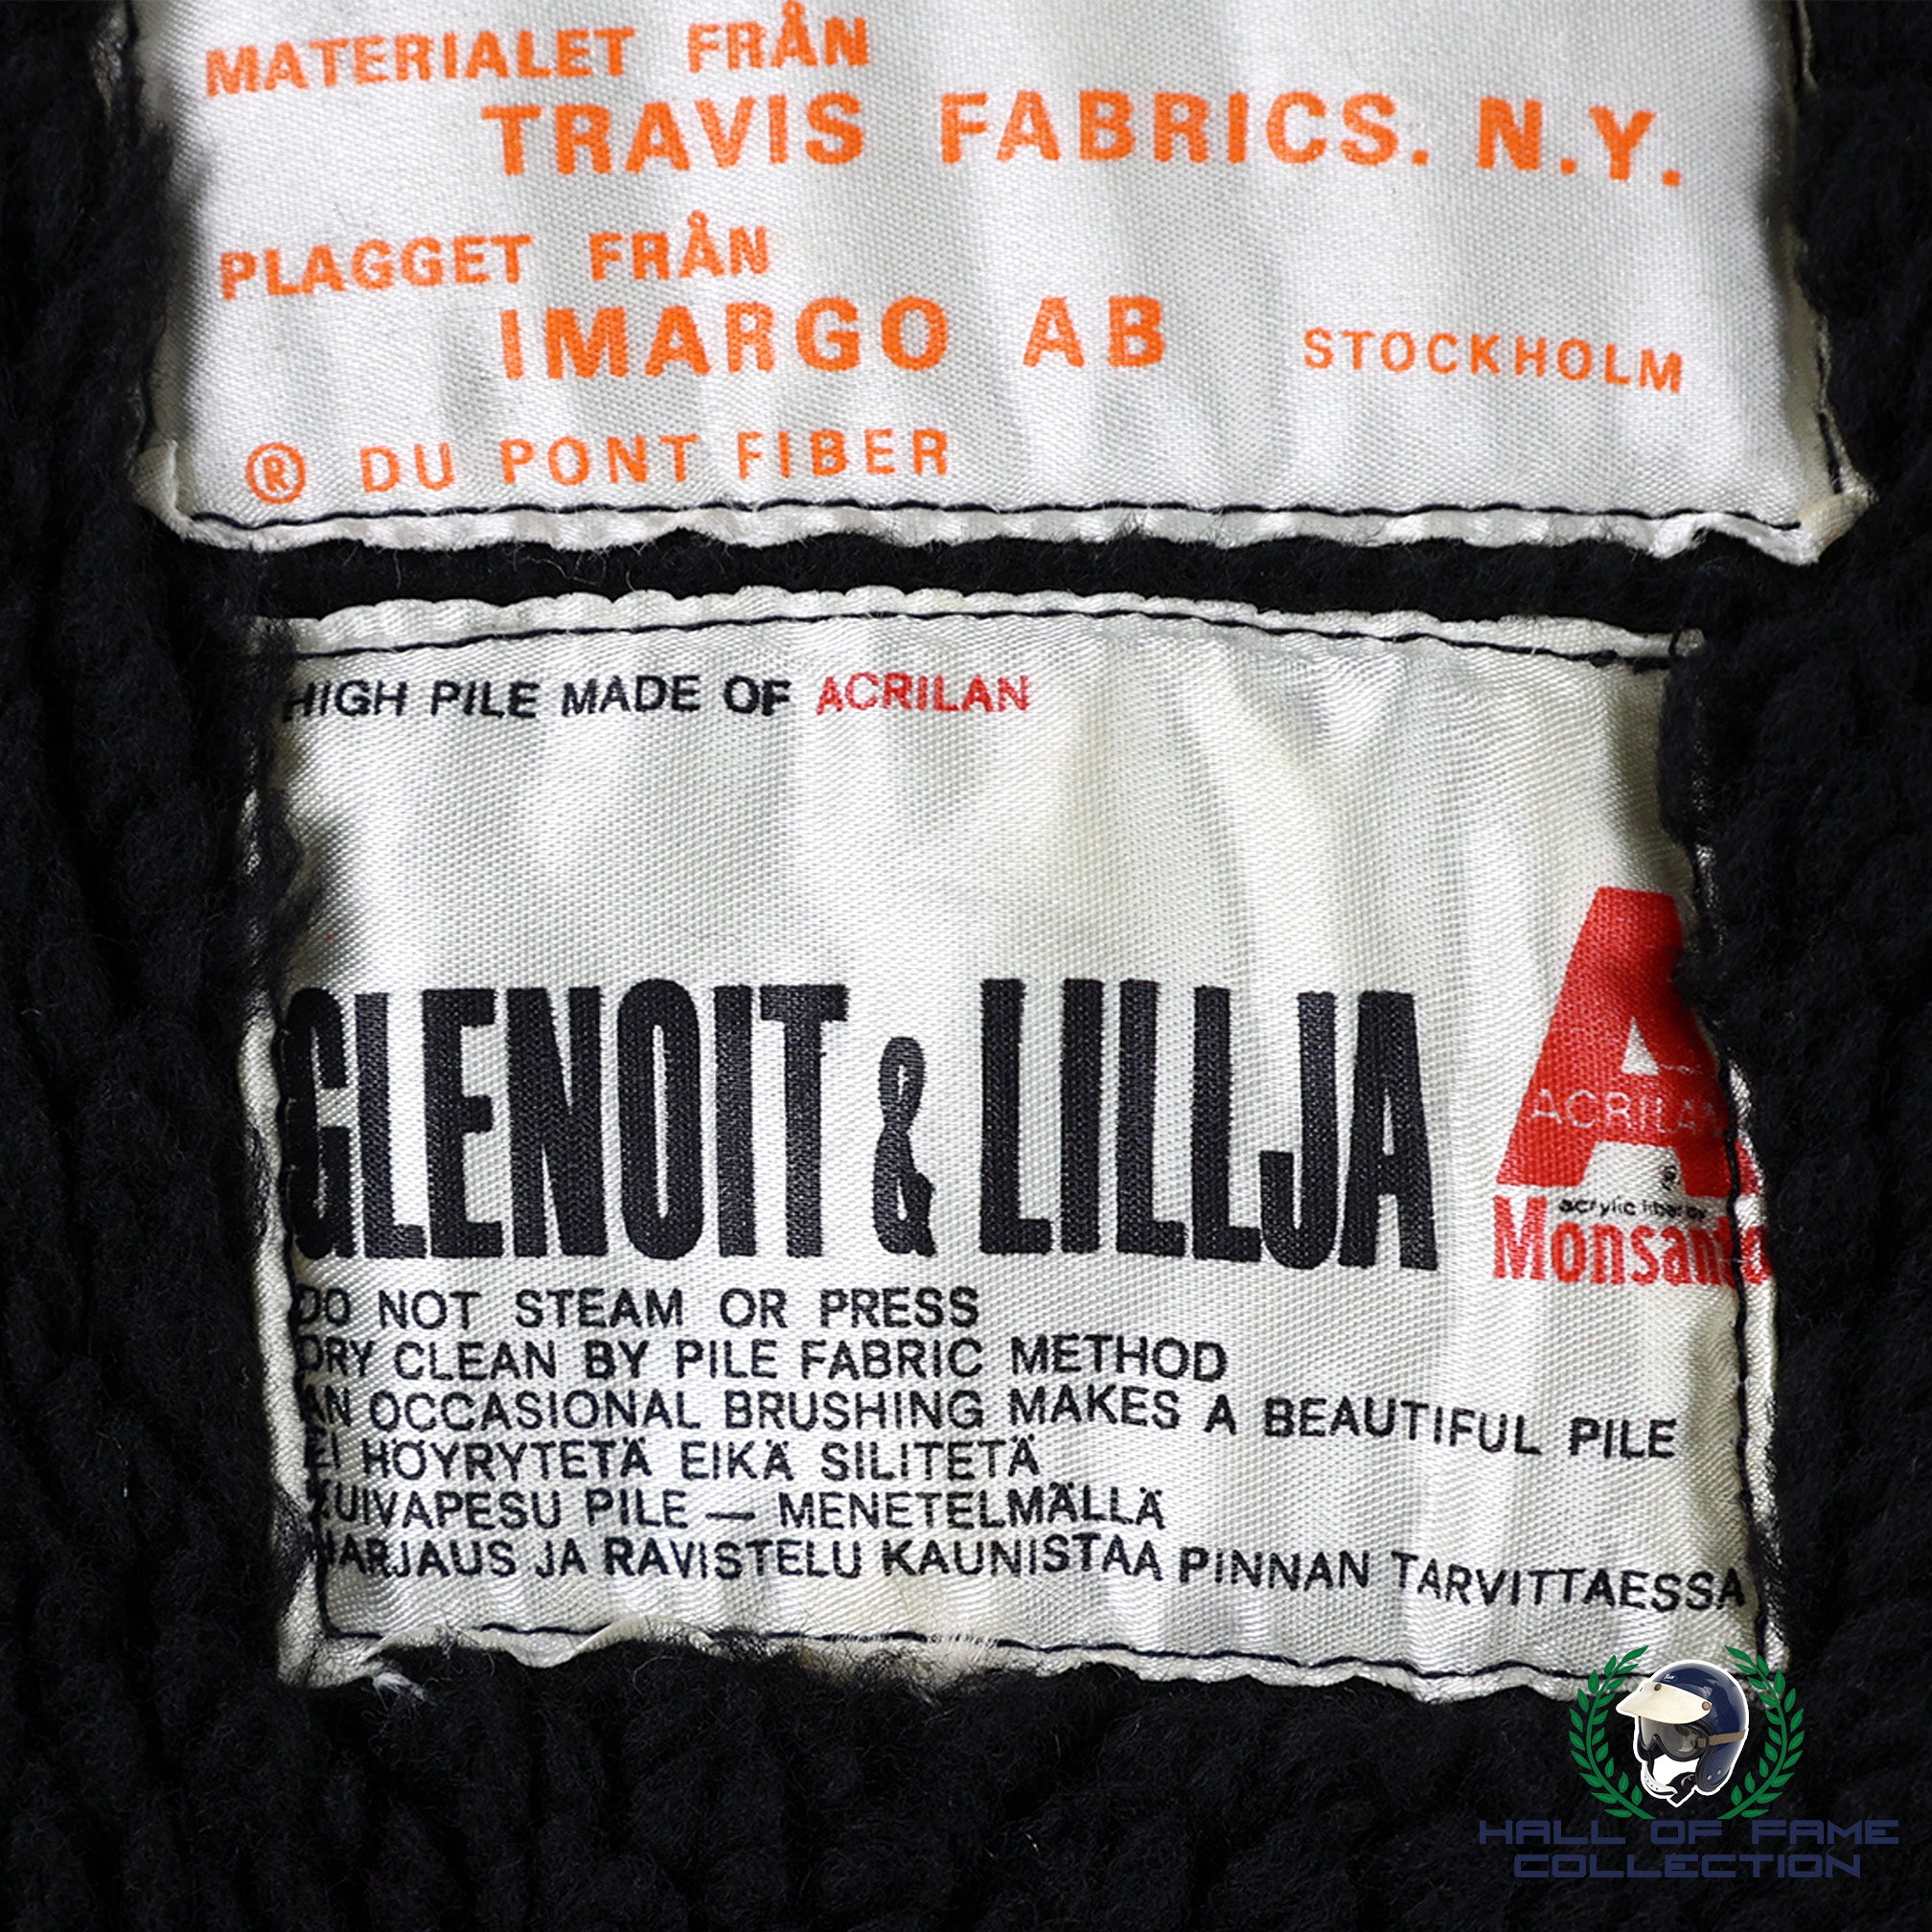 MATERIALET FRÅN
TRAVIS FABRICS. N.Y.
PLAGGET FRÅN
IMARGO AB STOCKHOLM
® DU PONT FIBER
HIGH PILE MADE OF ACRILAN
GLENOIT & LILLJA
ACRILAN
®
acrylic fiber by
Monsanto
DO NOT STEAM OR PRESS
DRY CLEAN BY PILE FABRIC METHOD
AN OCCASIONAL BRUSHING MAKES A BEAUTIFUL PILE
EI HÖYRYTETÄ EIKÄ SILITETÄ
KUIVAPESU PILE — MENETELMÄLLÄ
HARJAUS JA RAVISTELU KAUNISTAA PINNAN TARVITTAESSA
HALL OF FAME
COLLECTION